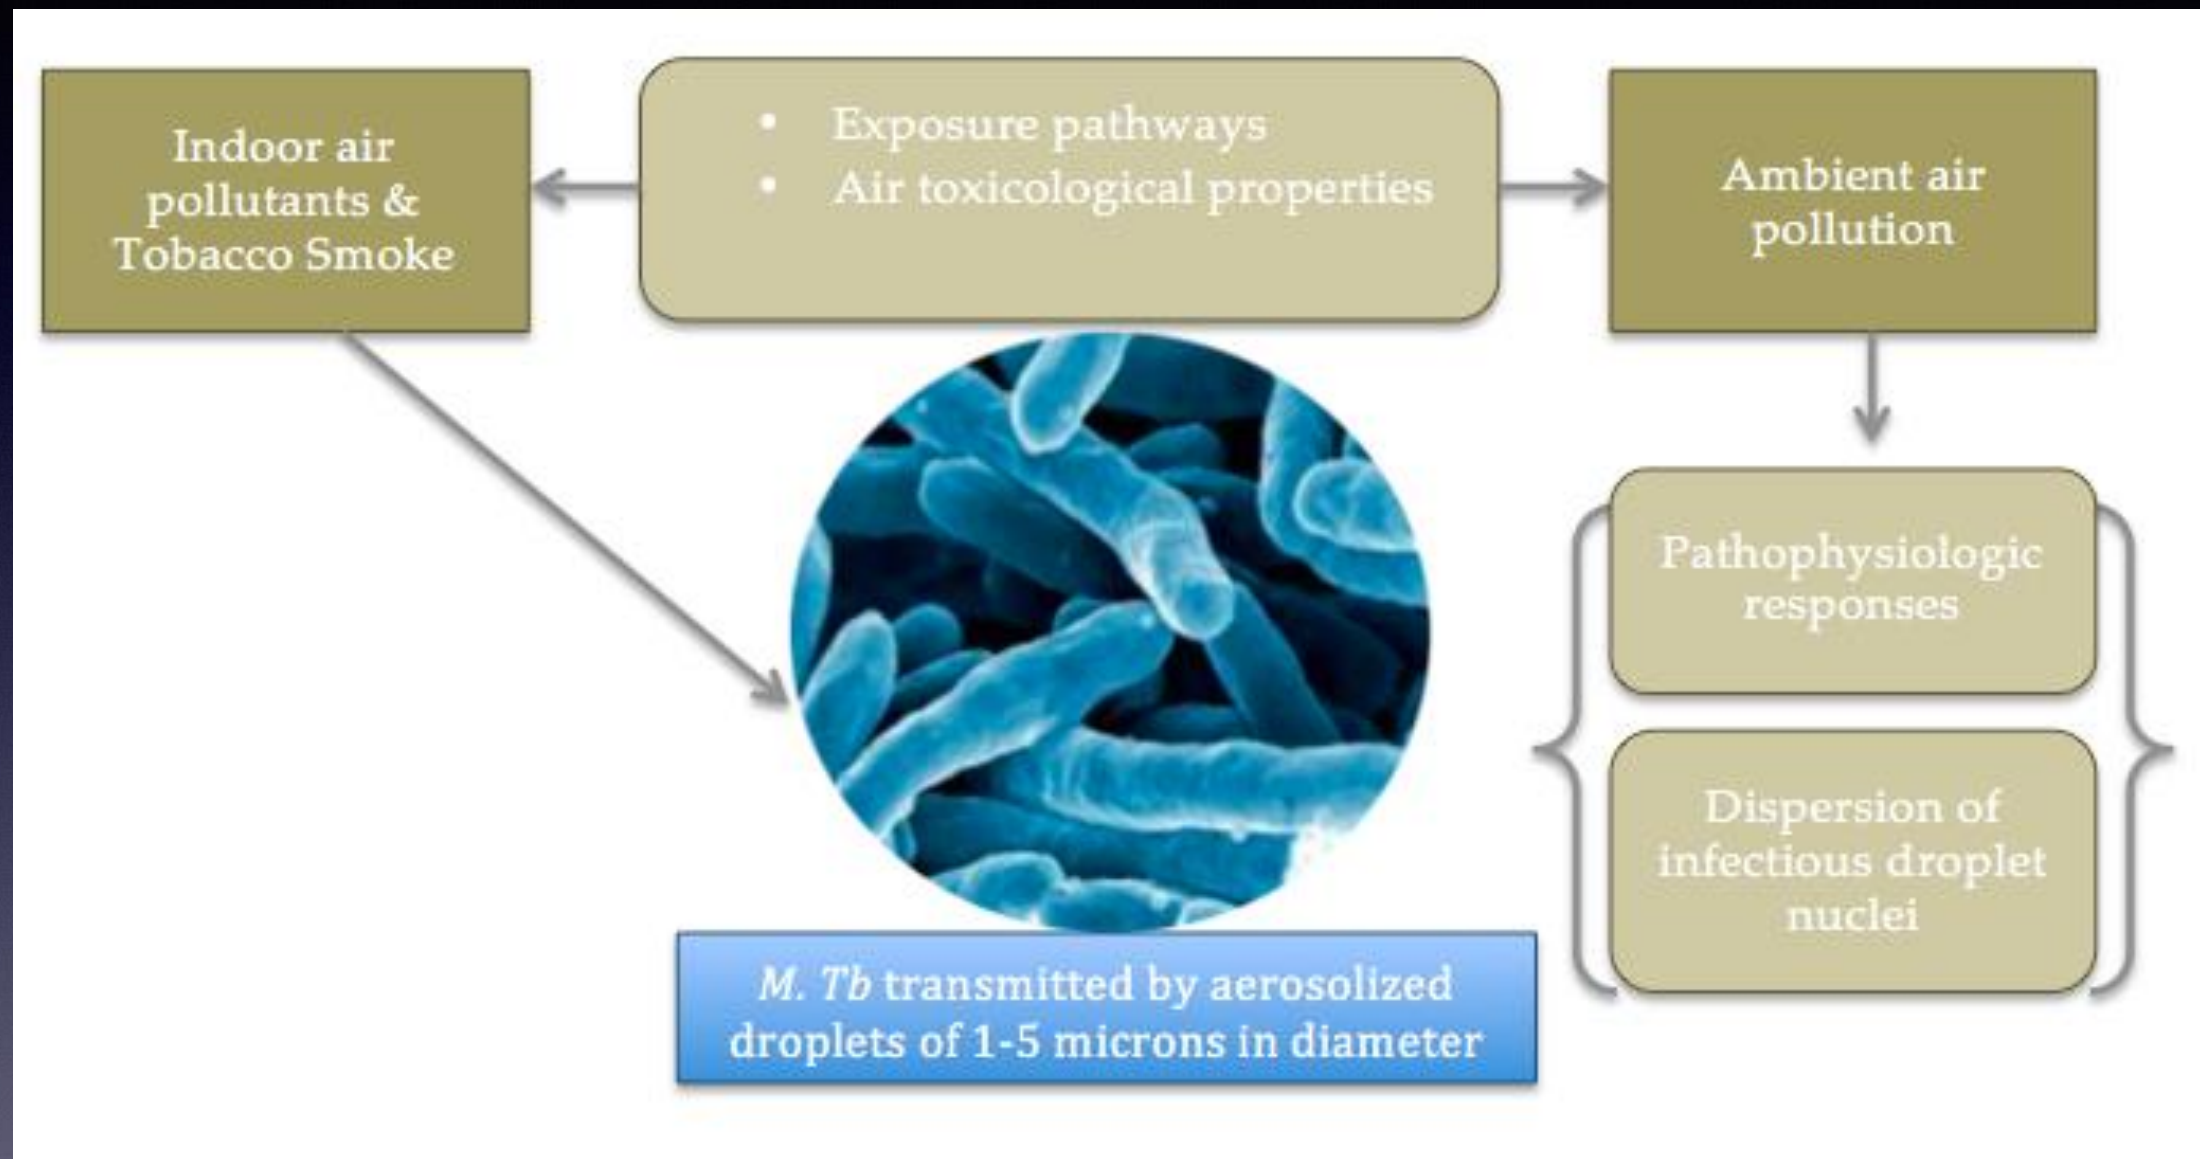 Indoor air
pollutants &
Tobacco Smoke
• Exposure pathways
• Air toxicological properties
Ambient air
pollution
Pathophysiologic
responses
Dispersion of
infectious droplet
nuclei
M. Tb transmitted by aerosolized
droplets of 1-5 microns in diameter